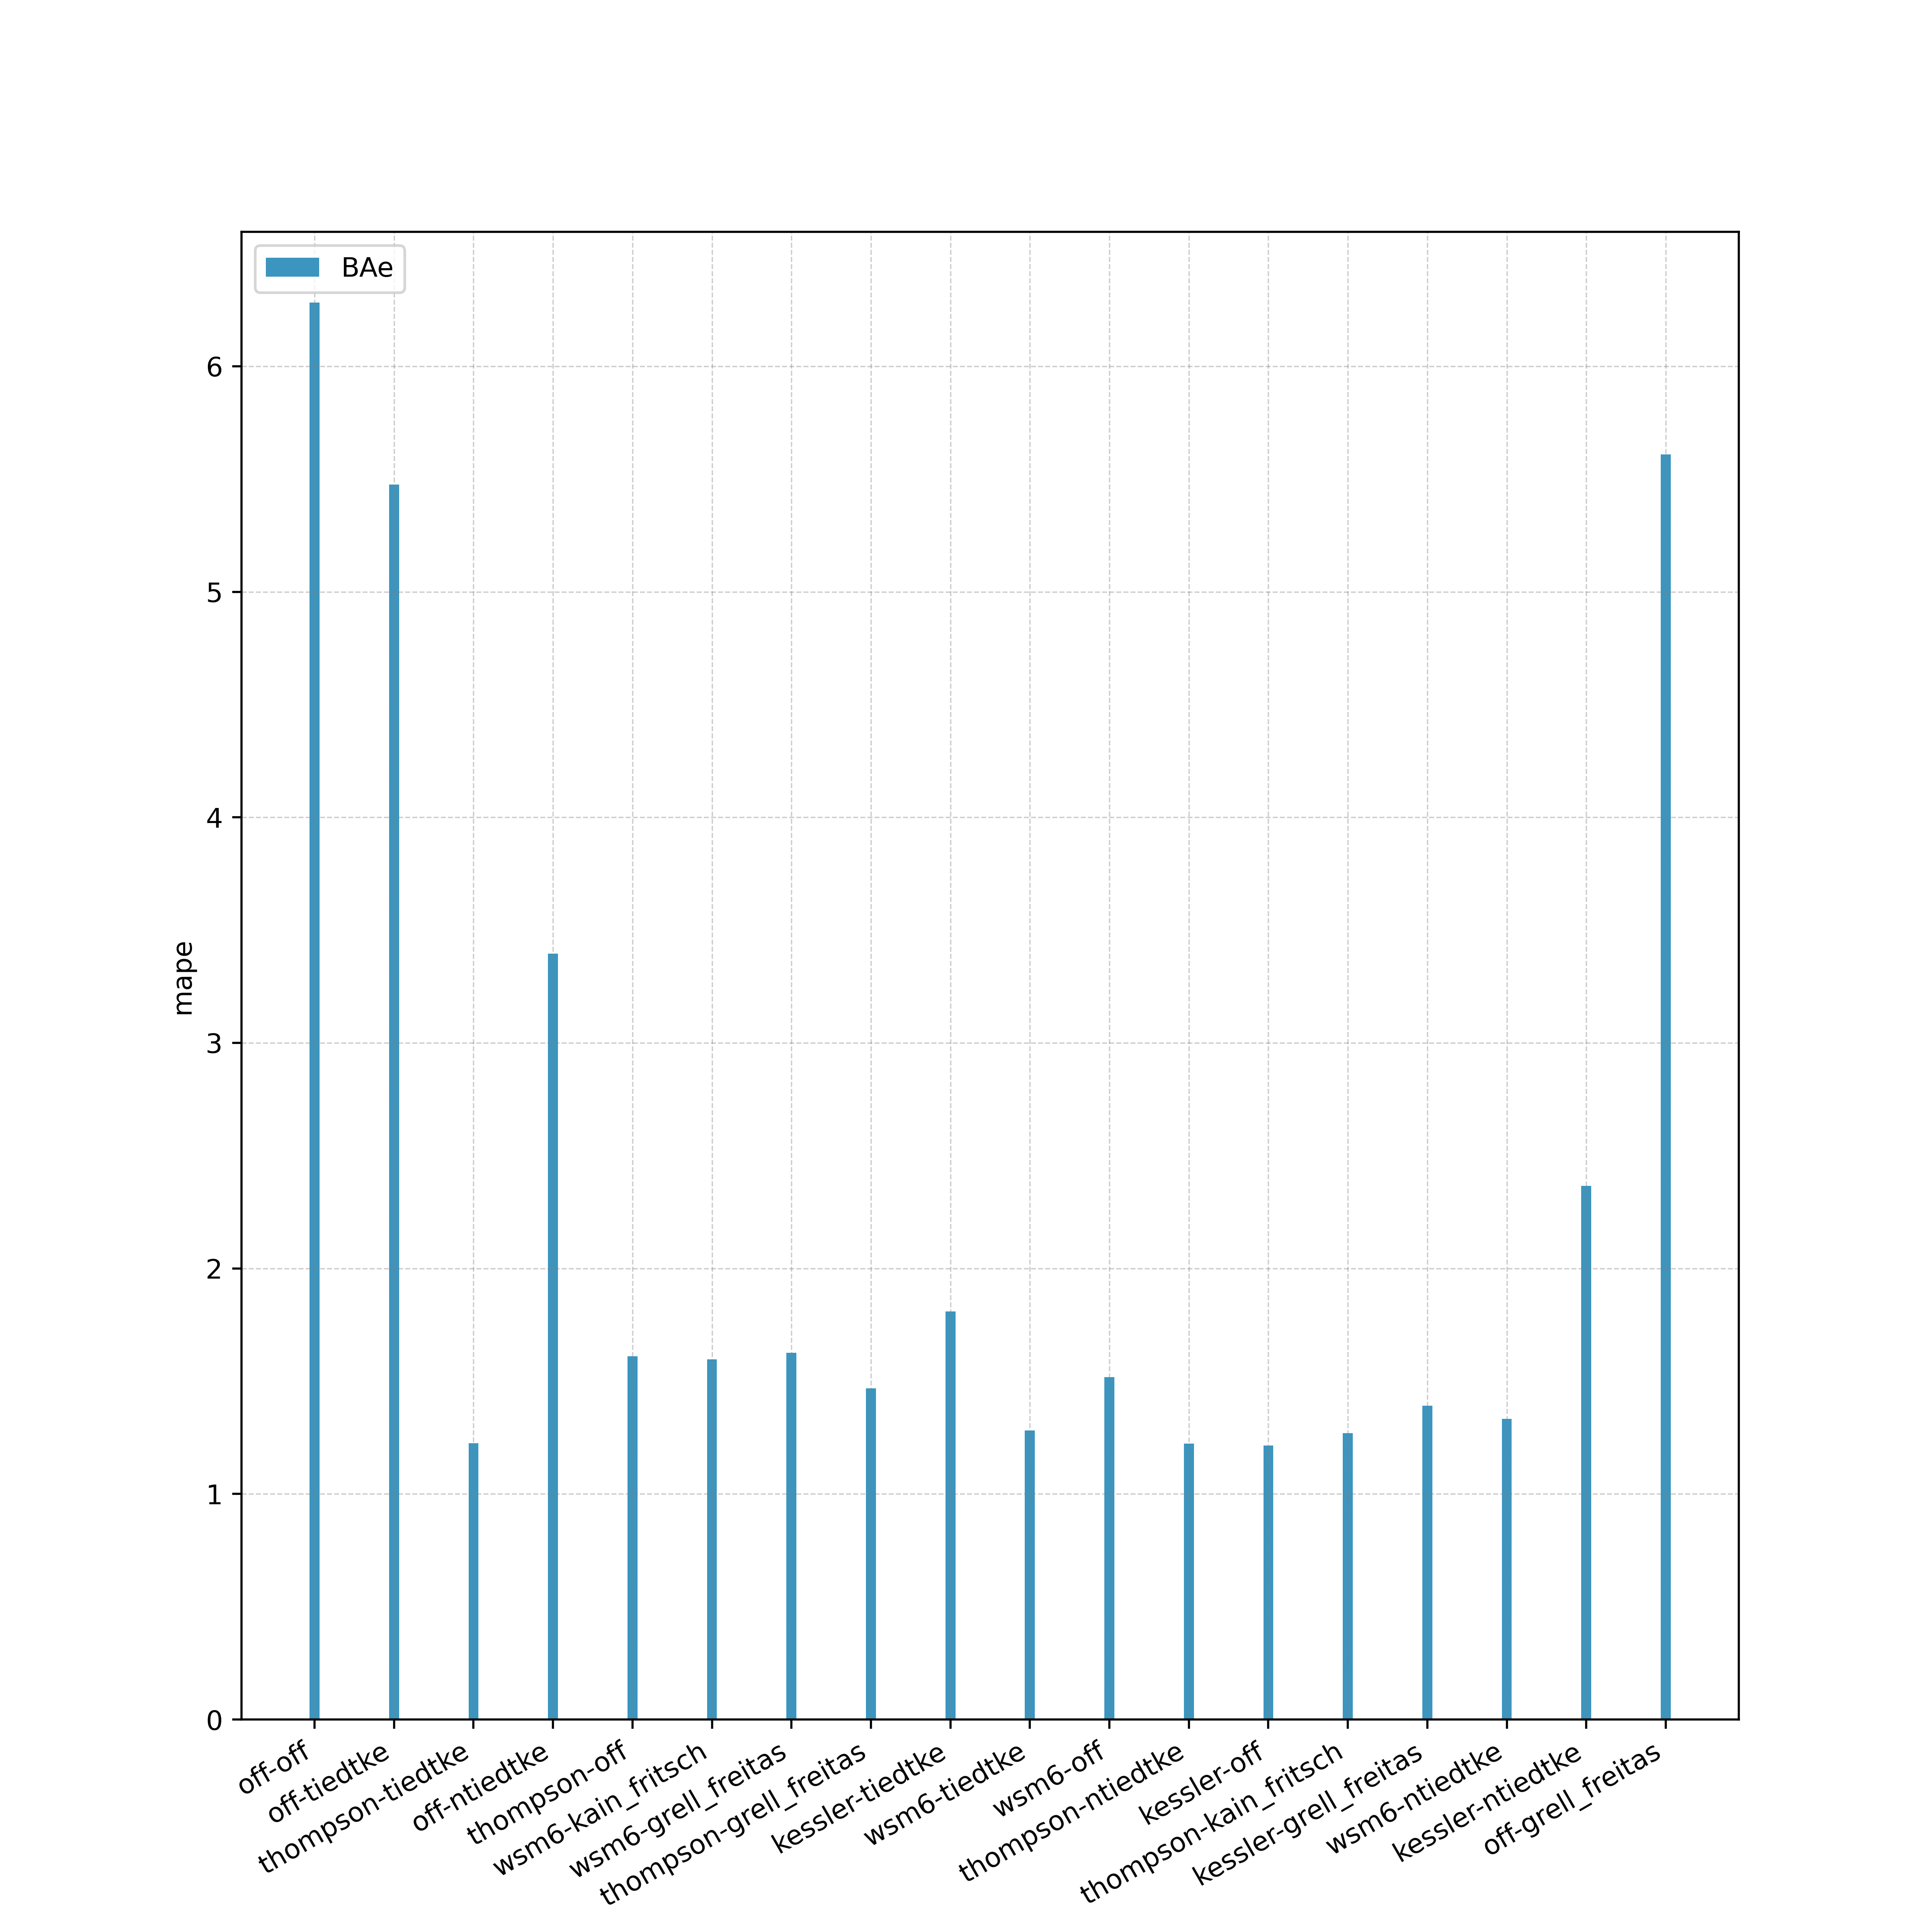 BAe
6
5
4
3
2
1
0
mape
off-off
off-tiedtke
thompson-tiedtke
off-ntiedtke
thompson-off
wsm6-kain_fritsch
wsm6-grell_freitas
thompson-grell_freitas
kessler-tiedtke
wsm6-tiedtke
wsm6-off
thompson-ntiedtke
kessler-off
thompson-kain_fritsch
kessler-grell_freitas
wsm6-ntiedtke
kessler-ntiedtke
off-grell_freitas